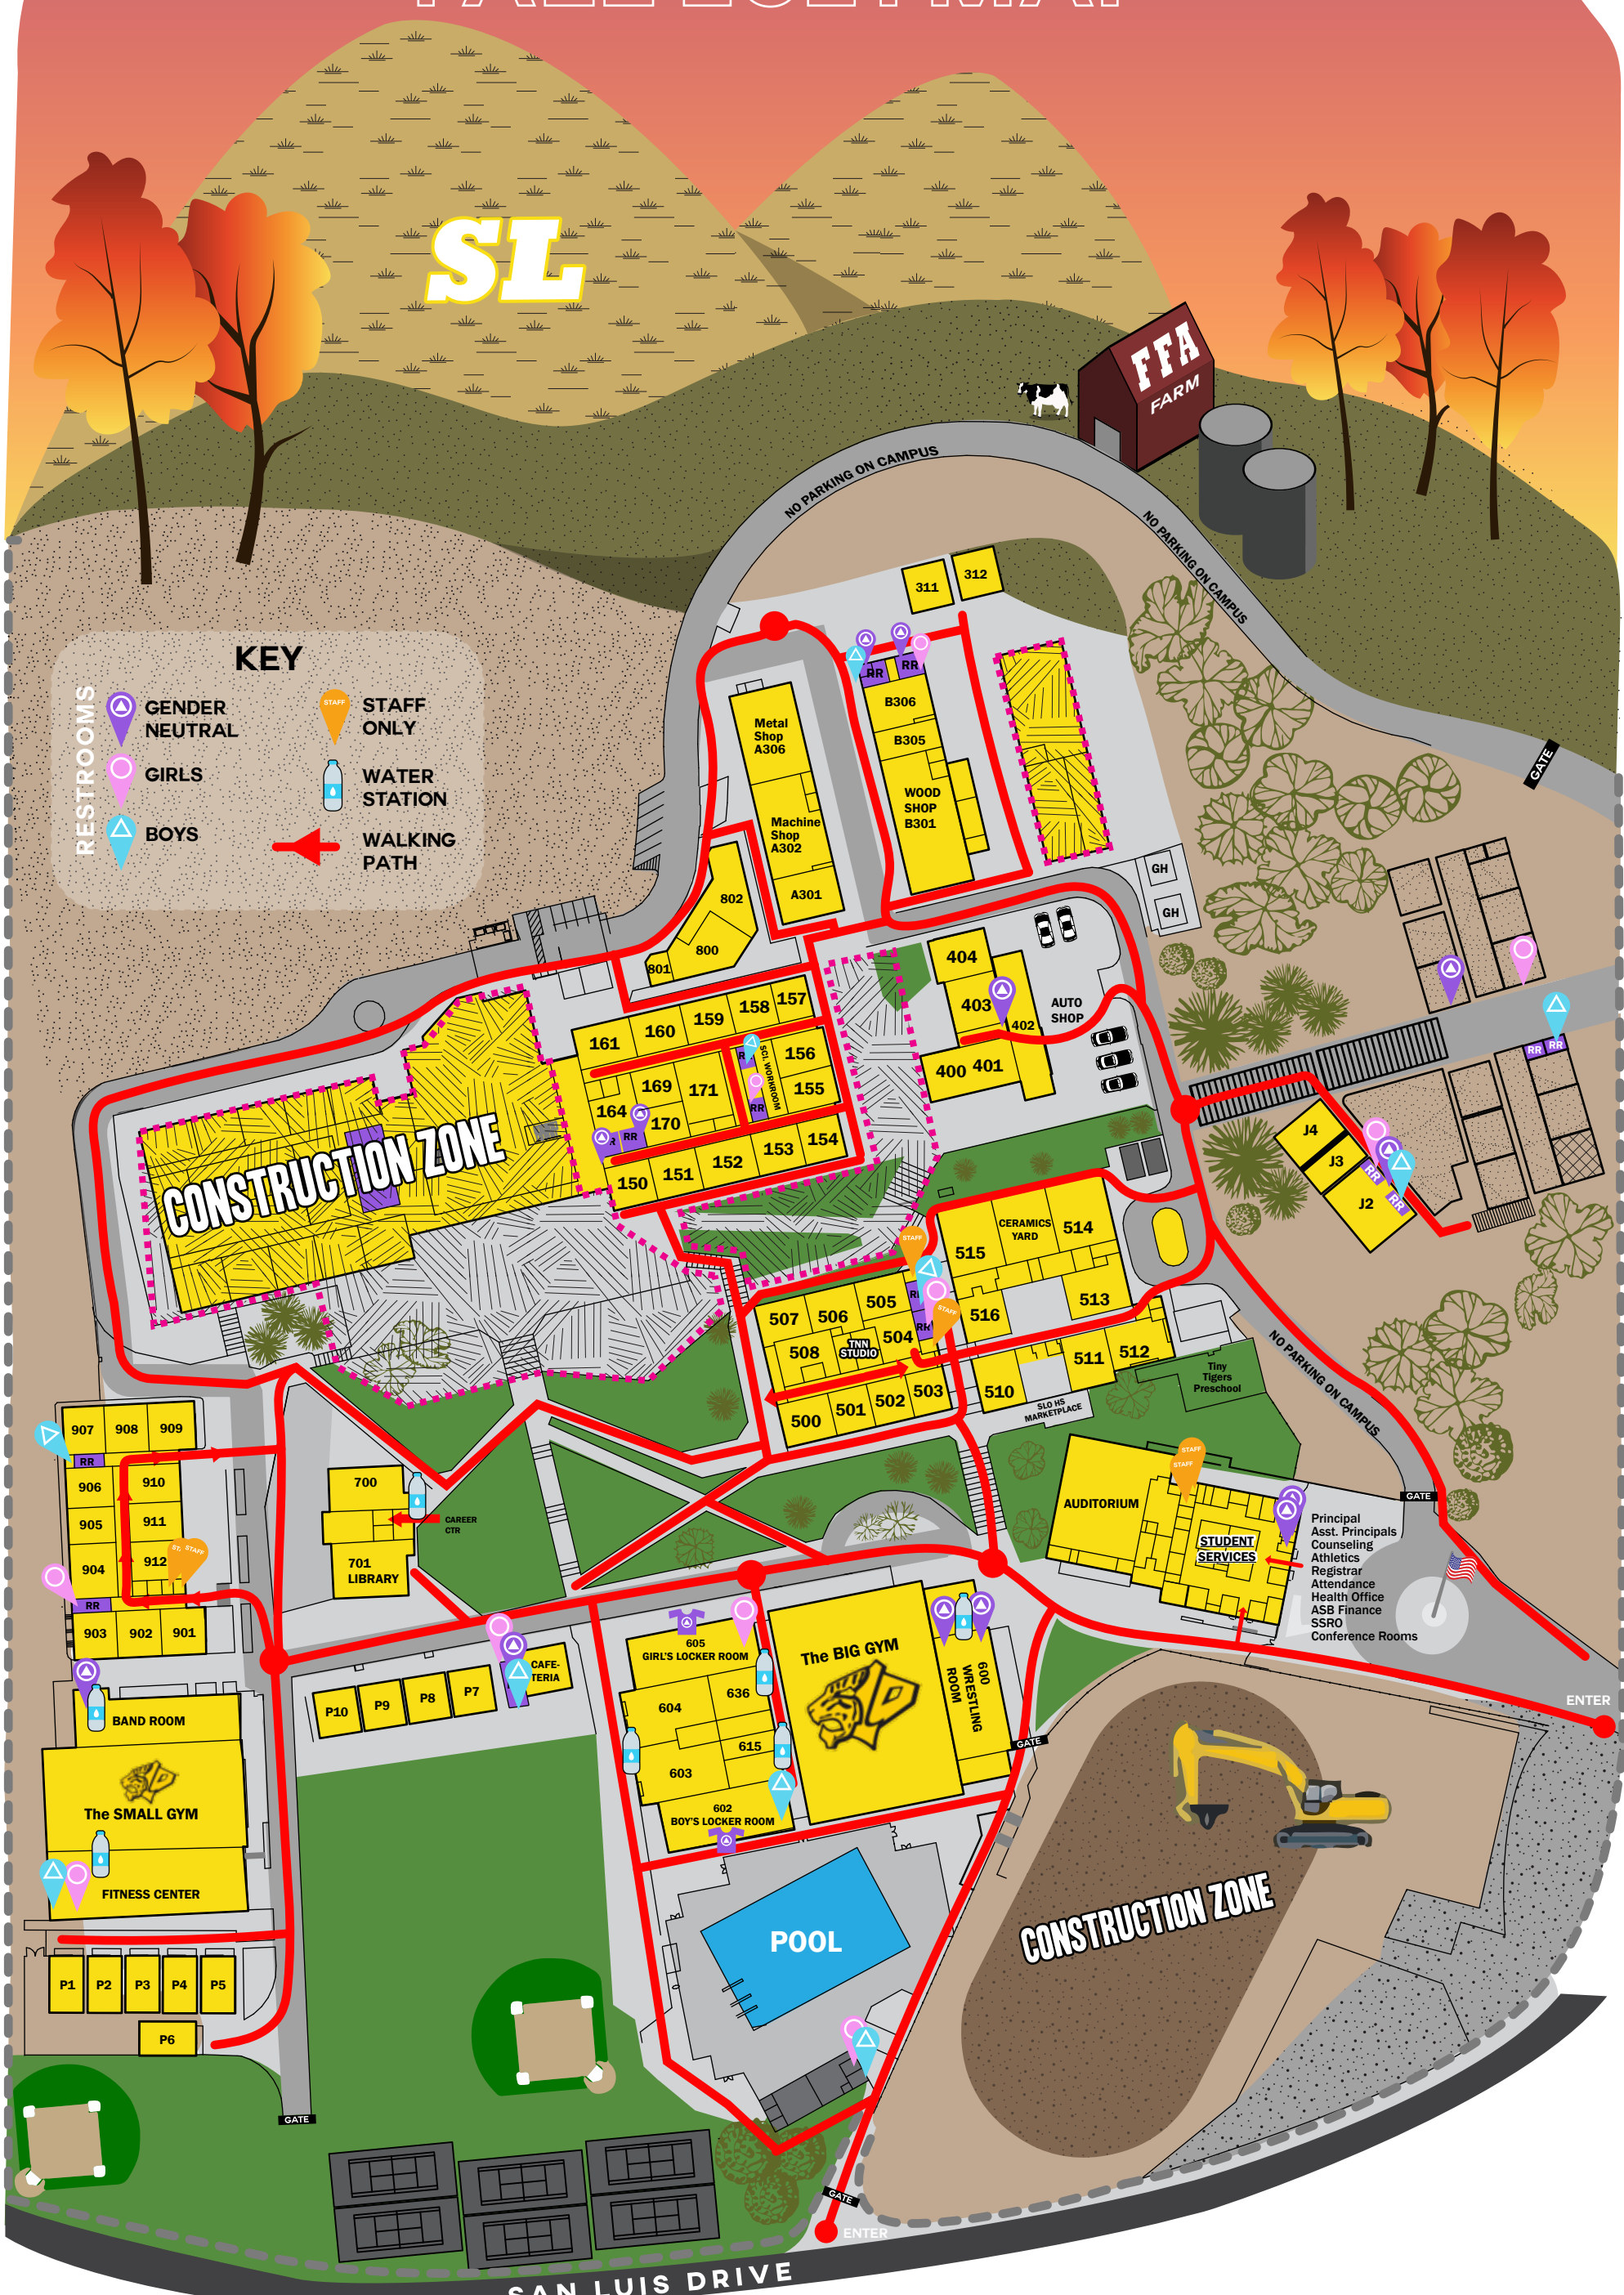 SL
FFA
FARM
NO PARKING ON CAMPUS
NO PARKING ON CAMPUS
GATE
KEY
RESTROOMS
GENDER
NEUTRAL
GIRLS
BOYS
STAFF
STAFF
ONLY
WATER
STATION
WALKING
PATH
311
312
RR
RR
B306
B305
WOOD
SHOP
B301
Metal
Shop
A306
Machine
Shop
A302
A301
GH
GH
802
800
801
404
403
402
400
401
AUTO
SHOP
161
160
159
158
157
156
155
SCI. WORKROOM
RR
169
171
164
170
RR
150
151
152
153
154
CONSTRUCTION ZONE
RR
RR
J4
J3
J2
RR
RR
CERAMICS
YARD
514
515
516
513
STAFF
STAFF
RR
507
506
505
508
TNN
STUDIO
504
500
501
502
503
510
511
512
SLO HS
MARKETPLACE
Tiny
Tigers
Preschool
NO PARKING ON CAMPUS
GATE
907
908
909
RR
906
910
905
911
904
912
STAFF
RR
903
902
901
700
701
LIBRARY
CAREER
CTR
AUDITORIUM
STAFF
STAFF
STUDENT
SERVICES
Principal
Asst. Principals
Counseling
Athletics
Registrar
Attendance
Health Office
ASB Finance
SSRO
Conference Rooms
ENTER
BAND ROOM
The SMALL GYM
FITNESS CENTER
P10
P9
P8
P7
CAFE-
TERIA
605
GIRL'S LOCKER ROOM
604
636
615
603
602
BOY'S LOCKER ROOM
The BIG GYM
600
WRESTLING
ROOM
GATE
CONSTRUCTION ZONE
POOL
P1
P2
P3
P4
P5
P6
GATE
GATE
ENTER
SAN LUIS DRIVE